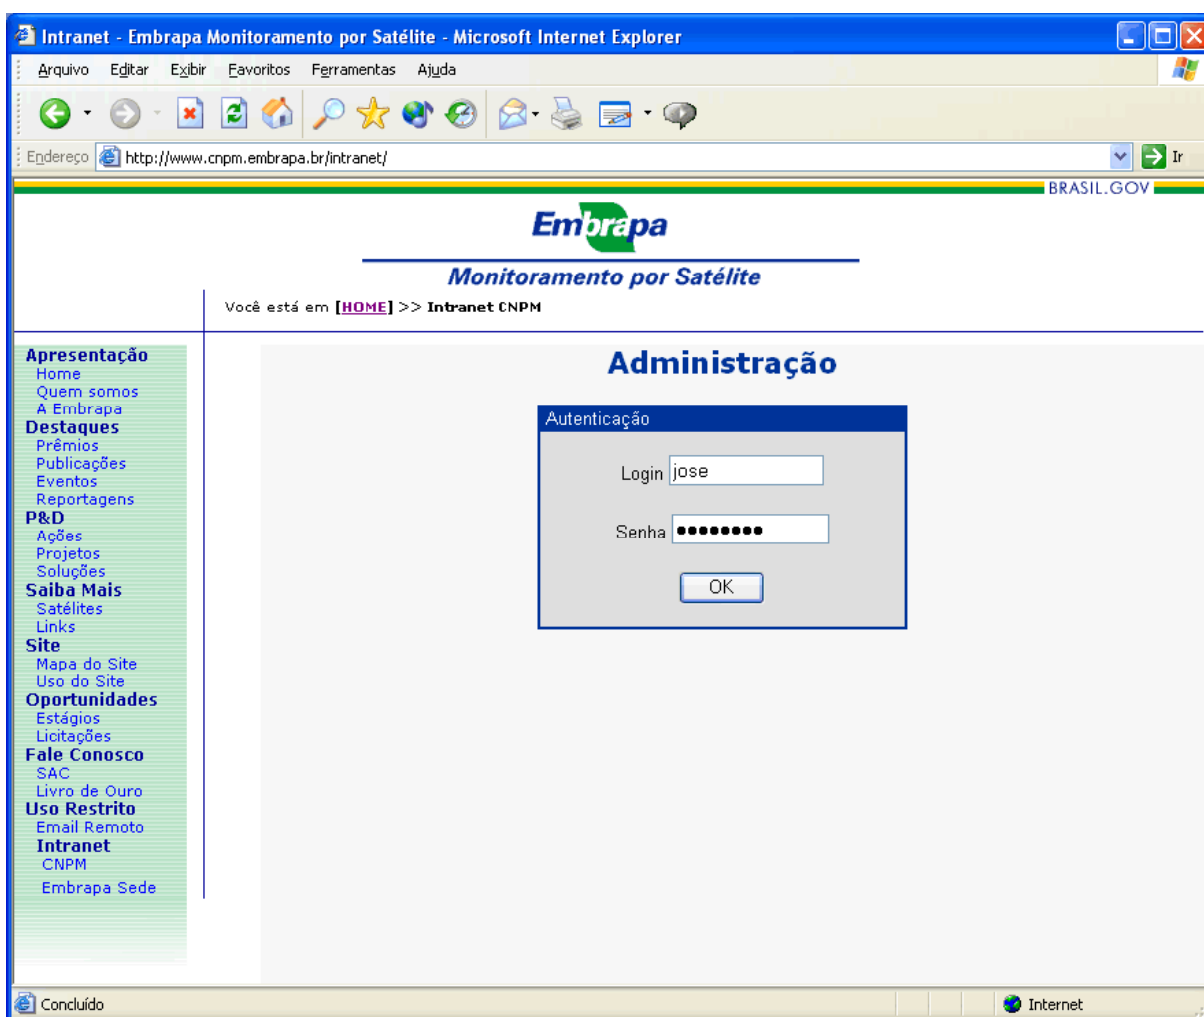 Intranet - Embrapa Monitoramento por Satélite - Microsoft Internet Explorer
Arquivo Editar Exibir Favoritos Ferramentas Ajuda
Endereço http://www.cnpm.embrapa.br/intranet/ Ir
BRASIL.GOV
Embrapa
Monitoramento por Satélite
Você está em [HOME] >> Intranet CNPM
Apresentação
Home
Quem somos
A Embrapa
Destaques
Prêmios
Publicações
Eventos
Reportagens
P&D
Ações
Projetos
Soluções
Saiba Mais
Satélites
Links
Site
Mapa do Site
Uso do Site
Oportunidades
Estágios
Licitações
Fale Conosco
SAC
Livro de Ouro
Uso Restrito
Email Remoto
Intranet
CNPM
Embrapa Sede
Administração
Autenticação
Login jose
Senha ●●●●●●●●
OK
Concluído Internet